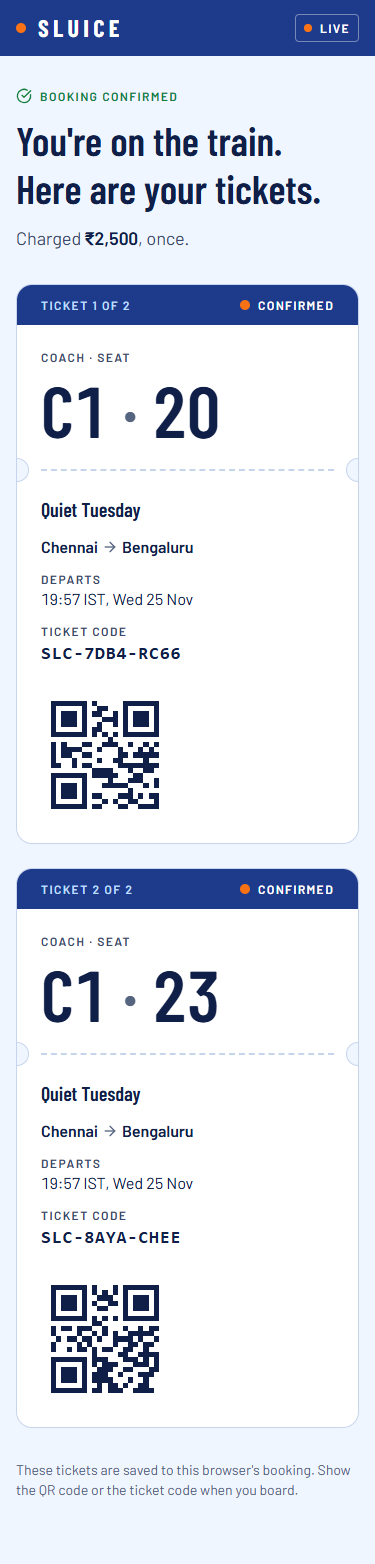 SLUICE
LIVE
BOOKING CONFIRMED
You're on the train.
Here are your tickets.
Charged ₹2,500, once.
TICKET 1 OF 2
CONFIRMED
COACH · SEAT
C1 · 20
Quiet Tuesday
Chennai → Bengaluru
DEPARTS
19:57 IST, Wed 25 Nov
TICKET CODE
SLC-7DB4-RC66
TICKET 2 OF 2
CONFIRMED
COACH · SEAT
C1 · 23
Quiet Tuesday
Chennai → Bengaluru
DEPARTS
19:57 IST, Wed 25 Nov
TICKET CODE
SLC-8AYA-CHEE
These tickets are saved to this browser's booking. Show
the QR code or the ticket code when you board.